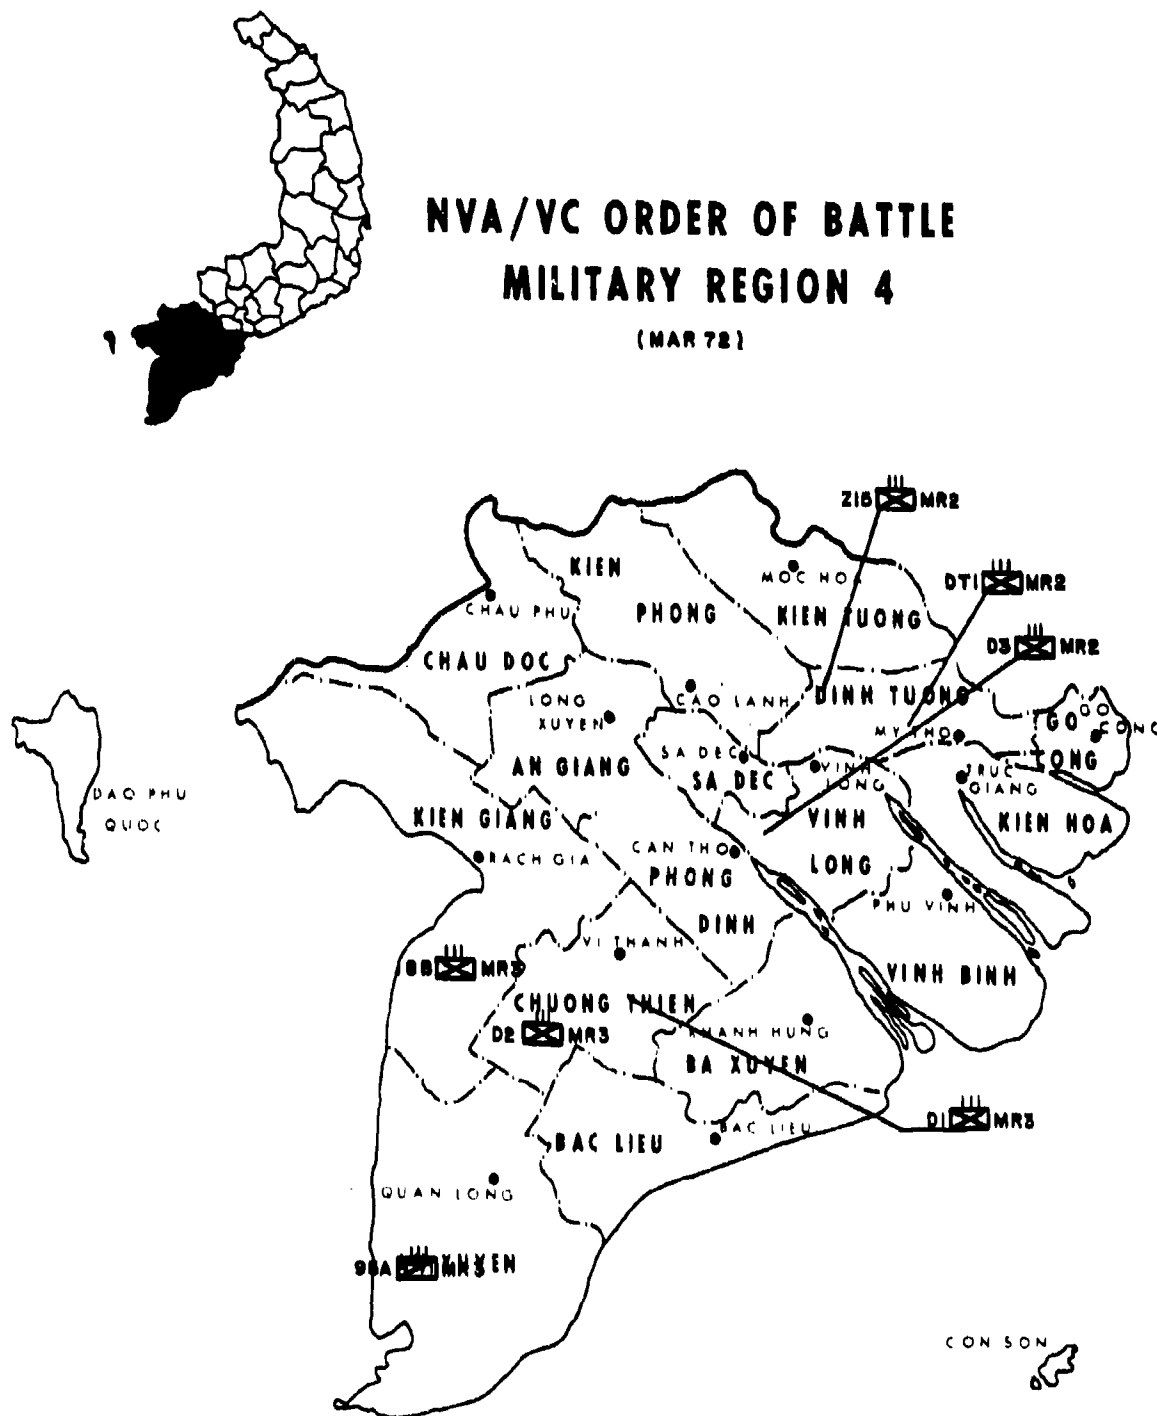 NVA/VC ORDER OF BATTLE
MILITARY REGION 4
(MAR 72)
Z15 MR2
DT1 MR2
D3 MR2
KIEN
PHONG
MOC HOA
KIEN TUONG
CHAU PHU
CHAU DOC
LONG
XUYEN
CAO LANH
DINH TUONG
MY THO
GO
CONG
GO
CONG
SA DEC
SA DEC
AN GIANG
VINH
LONG
TRUC
GIANG
DAO PHU
QUOC
KIEN GIANG
VINH
LONG
KIEN HOA
RACH GIA
CAN THO
PHONG
DINH
PHU VINH
VI THANH
VINH BINH
MR3
CHUONG THIEN
D2 MR3
KHANH HUNG
BA XUYEN
D1 MR3
BAC LIEU
BAC LIEU
QUAN LONG
XUYEN
MR3
CON SON